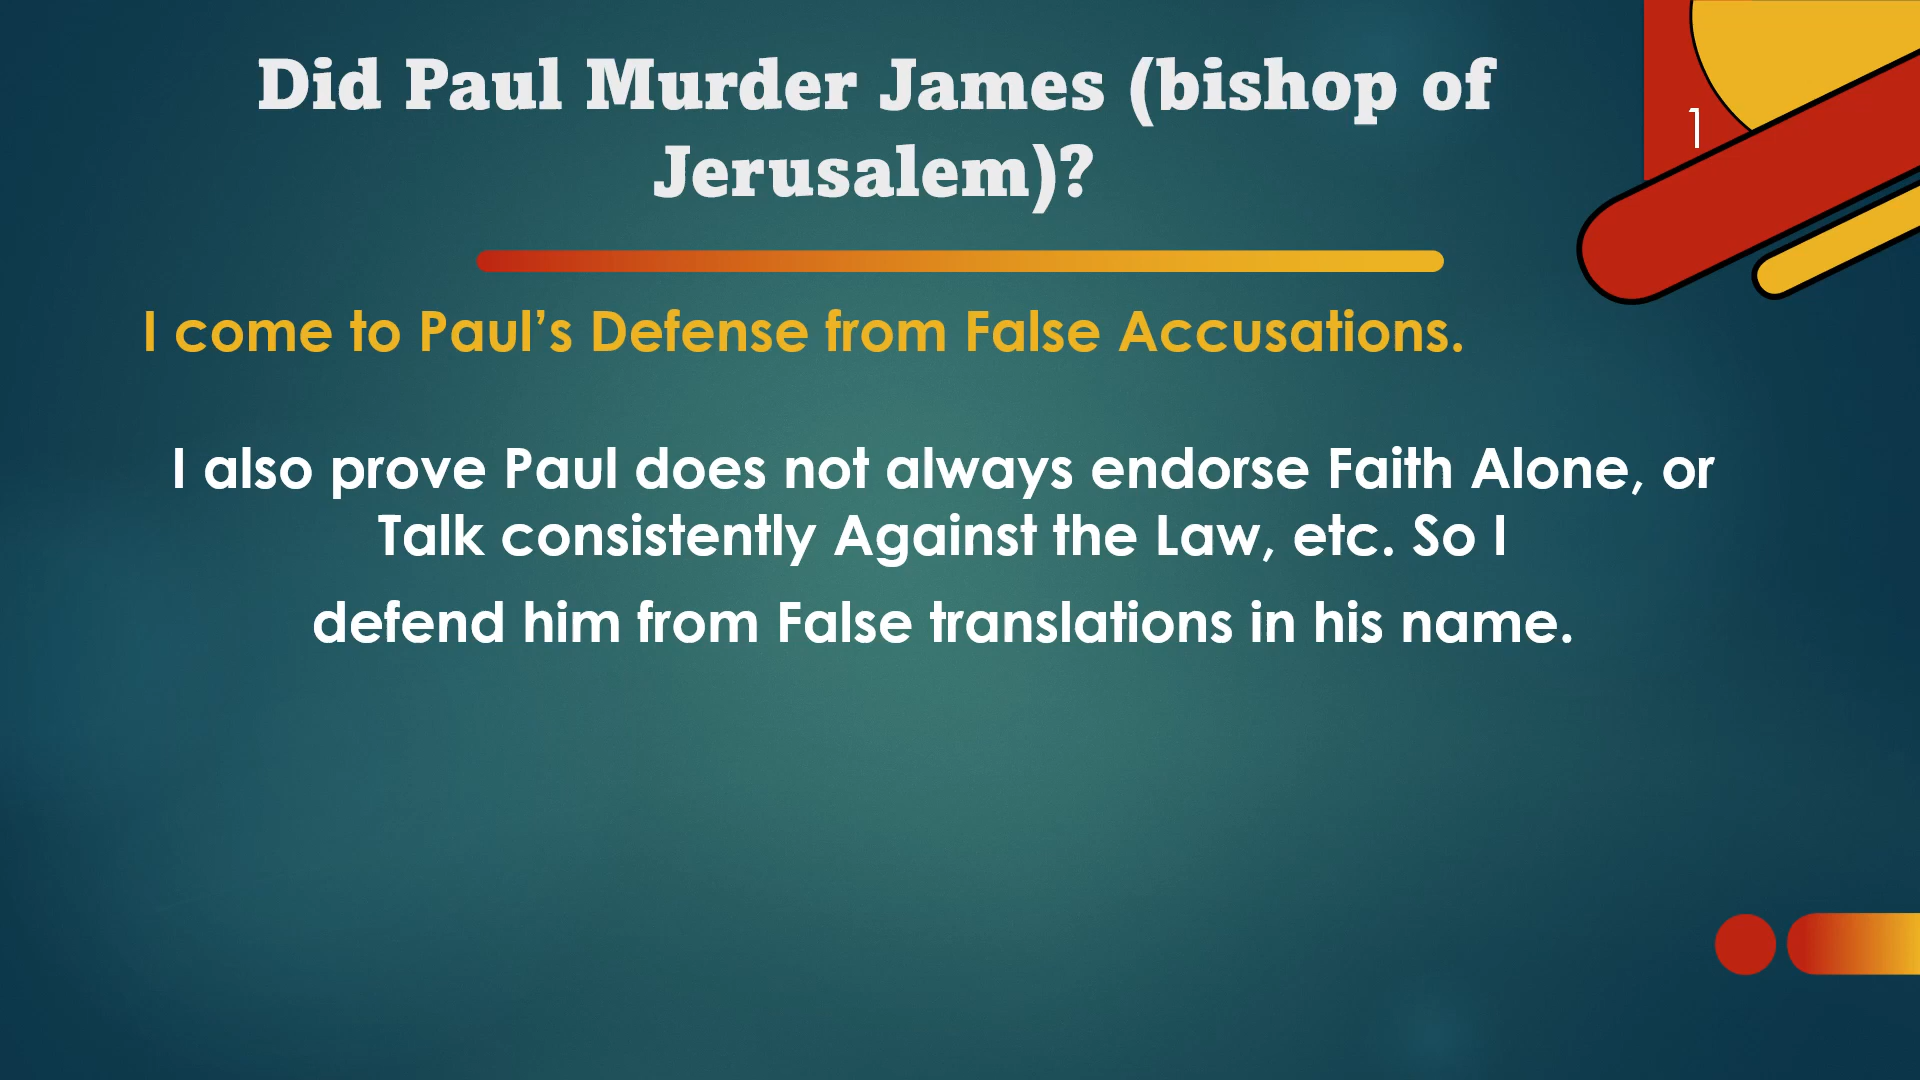 Did Paul Murder James (bishop of
Jerusalem)?
1
I come to Paul’s Defense from False Accusations.
I also prove Paul does not always endorse Faith Alone, or
Talk consistently Against the Law, etc. So I
defend him from False translations in his name.